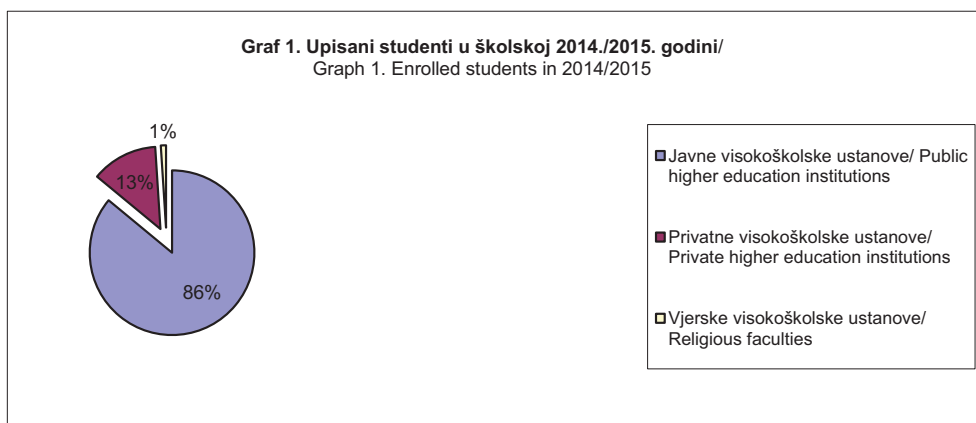 Graf 1. Upisani studenti u školskoj 2014./2015. godini/
Graph 1. Enrolled students in 2014/2015
1%
13%
86%
Javne visokoškolske ustanove/ Public
higher education institutions
Privatne visokoškolske ustanove/
Private higher education institutions
Vjerske visokoškolske ustanove/
Religious faculties